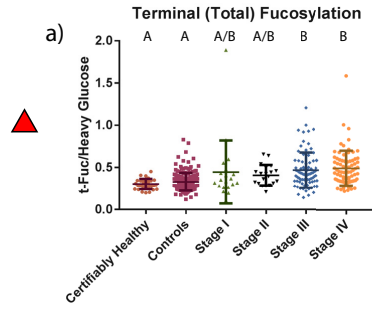 Terminal (Total) Fucosylation
a)
A A A/B A/B B B
t-Fuc/Heavy Glucose
2.0
1.5
1.0
0.5
0.0
Certifiably Healthy
Controls
Stage I
Stage II
Stage III
Stage IV